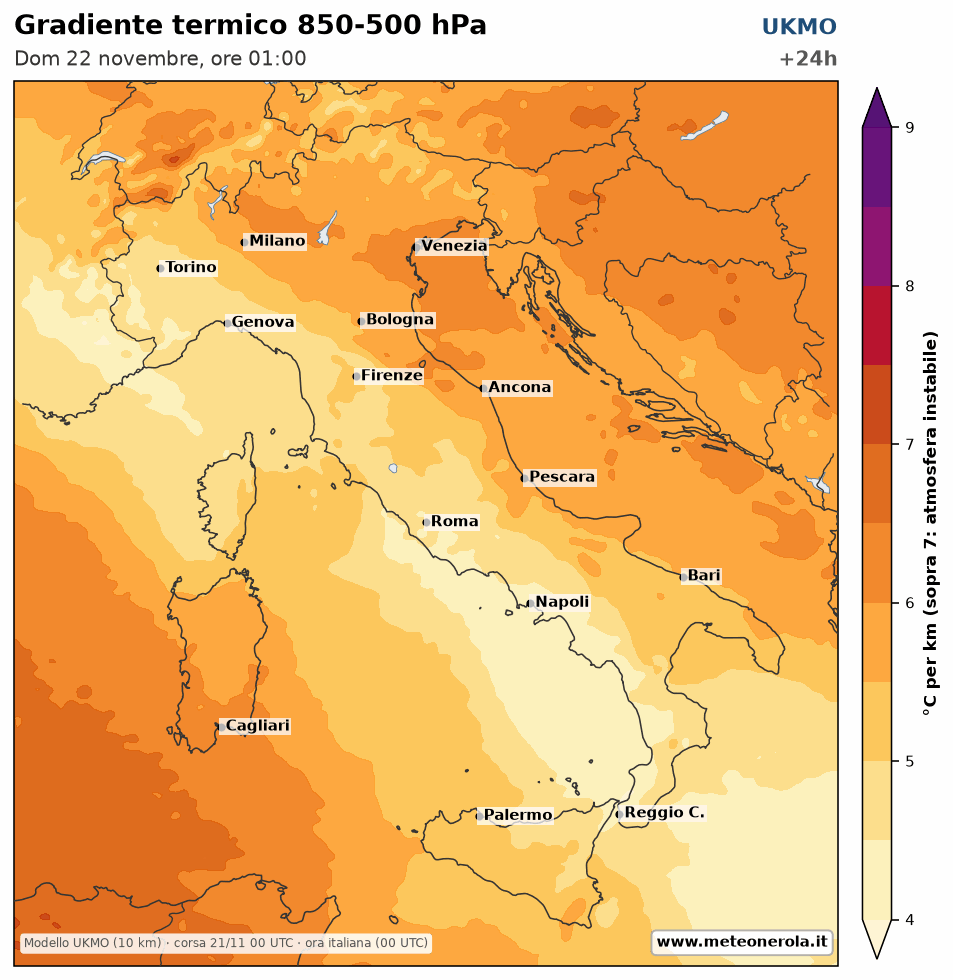 Gradiente termico 850-500 hPa
UKMO
Dom 22 novembre, ore 01:00
+24h
9
8
7
6
5
4
°C per km (sopra 7: atmosfera instabile)
Milano
Venezia
Torino
Genova
Bologna
Firenze
Ancona
Pescara
Roma
Bari
Napoli
Cagliari
Palermo
Reggio C.
Modello UKMO (10 km) · corsa 21/11 00 UTC · ora italiana (00 UTC)
www.meteonerola.it